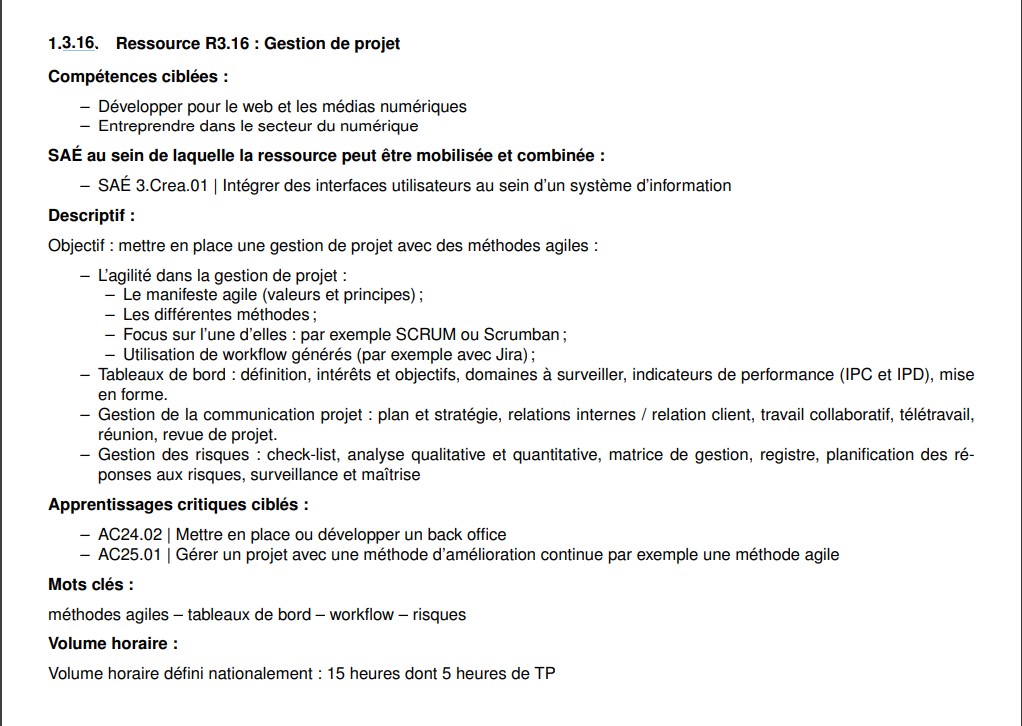 1.3.16. Ressource R3.16 : Gestion de projet
Compétences ciblées :
– Développer pour le web et les médias numériques
– Entreprendre dans le secteur du numérique
SAÉ au sein de laquelle la ressource peut être mobilisée et combinée :
– SAÉ 3.Crea.01 | Intégrer des interfaces utilisateurs au sein d'un système d'information
Descriptif :
Objectif : mettre en place une gestion de projet avec des méthodes agiles :
– L'agilité dans la gestion de projet :
– Le manifeste agile (valeurs et principes) ;
– Les différentes méthodes ;
– Focus sur l'une d'elles : par exemple SCRUM ou Scrumban ;
– Utilisation de workflow générés (par exemple avec Jira) ;
– Tableaux de bord : définition, intérêts et objectifs, domaines à surveiller, indicateurs de performance (IPC et IPD), mise
en forme.
– Gestion de la communication projet : plan et stratégie, relations internes / relation client, travail collaboratif, télétravail,
réunion, revue de projet.
– Gestion des risques : check-list, analyse qualitative et quantitative, matrice de gestion, registre, planification des ré-
ponses aux risques, surveillance et maîtrise
Apprentissages critiques ciblés :
– AC24.02 | Mettre en place ou développer un back office
– AC25.01 | Gérer un projet avec une méthode d'amélioration continue par exemple une méthode agile
Mots clés :
méthodes agiles – tableaux de bord – workflow – risques
Volume horaire :
Volume horaire défini nationalement : 15 heures dont 5 heures de TP